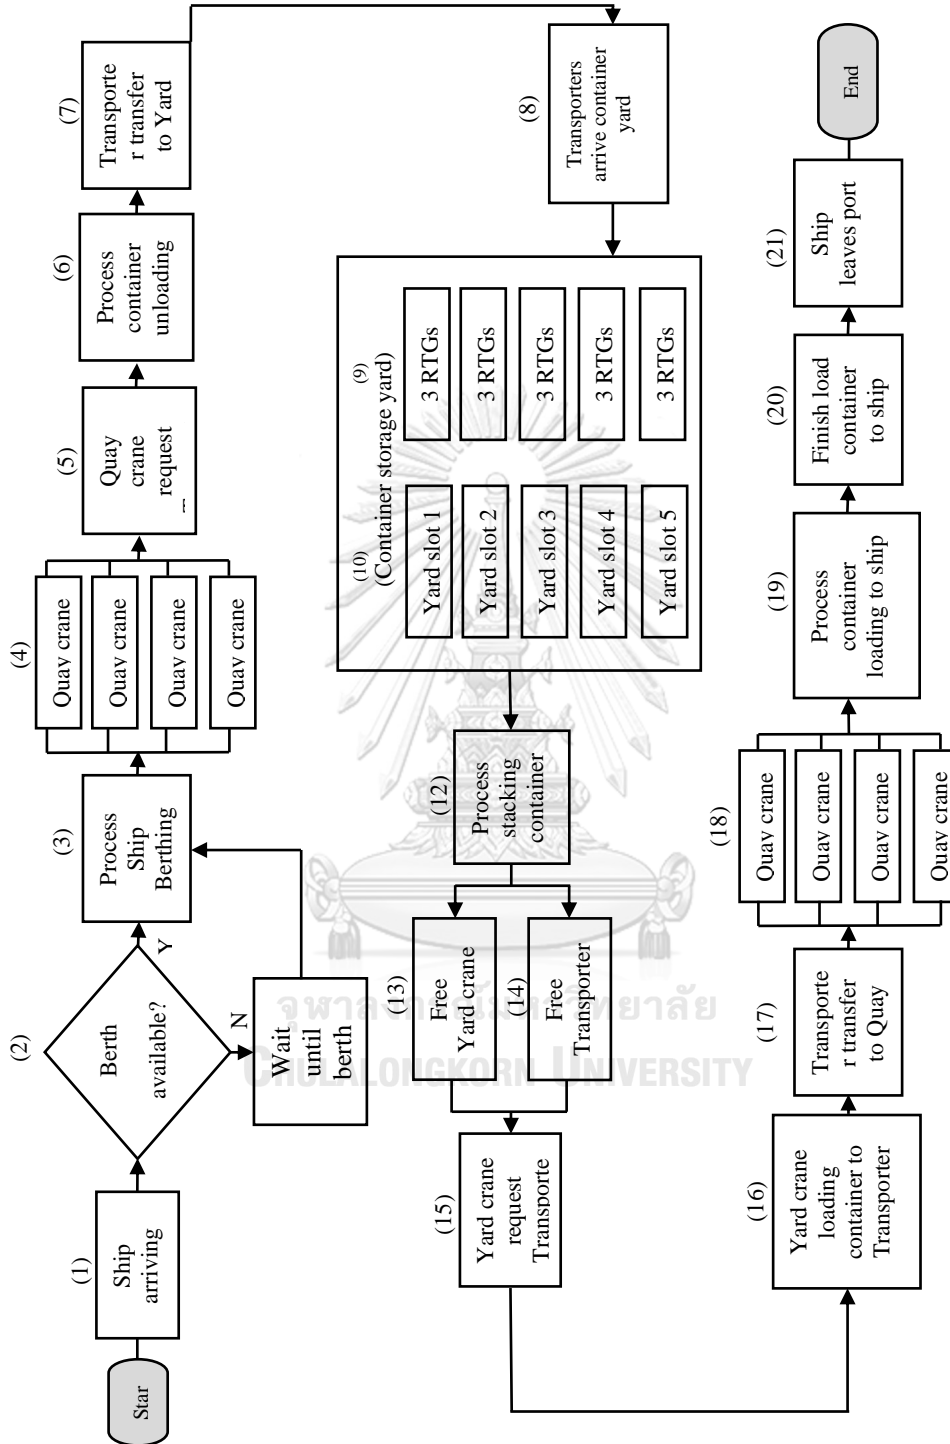 Star
(1)
Ship
arriving
(2)
Berth
available?
Y
N
Wait
until
berth
(3)
Process
Ship
Berthing
(4)
Quay crane
Quay crane
Quay crane
Quay crane
(5)
Quay
crane
request
(6)
Process
container
unloading
(7)
Transporte
r transfer
to Yard
(8)
Transporters
arrive container
yard
(10)
(9)
(Container storage yard)
Yard slot 1
3 RTGs
Yard slot 2
3 RTGs
Yard slot 3
3 RTGs
Yard slot 4
3 RTGs
Yard slot 5
3 RTGs
(12)
Process
stacking
container
(13)
Free
Yard crane
(14)
Free
Transporter
(15)
Yard crane
request
Transporte
(16)
Yard crane
loading
container to
Transporter
(17)
Transporte
r transfer
to Quay
(18)
Quay crane
Quay crane
Quay crane
Quay crane
(19)
Process
container
loading to ship
(20)
Finish load
container
to ship
(21)
Ship
leaves port
End
จุฬาลงกรณ์มหาวิทยาลัย
CHULALONGKORN UNIVERSITY